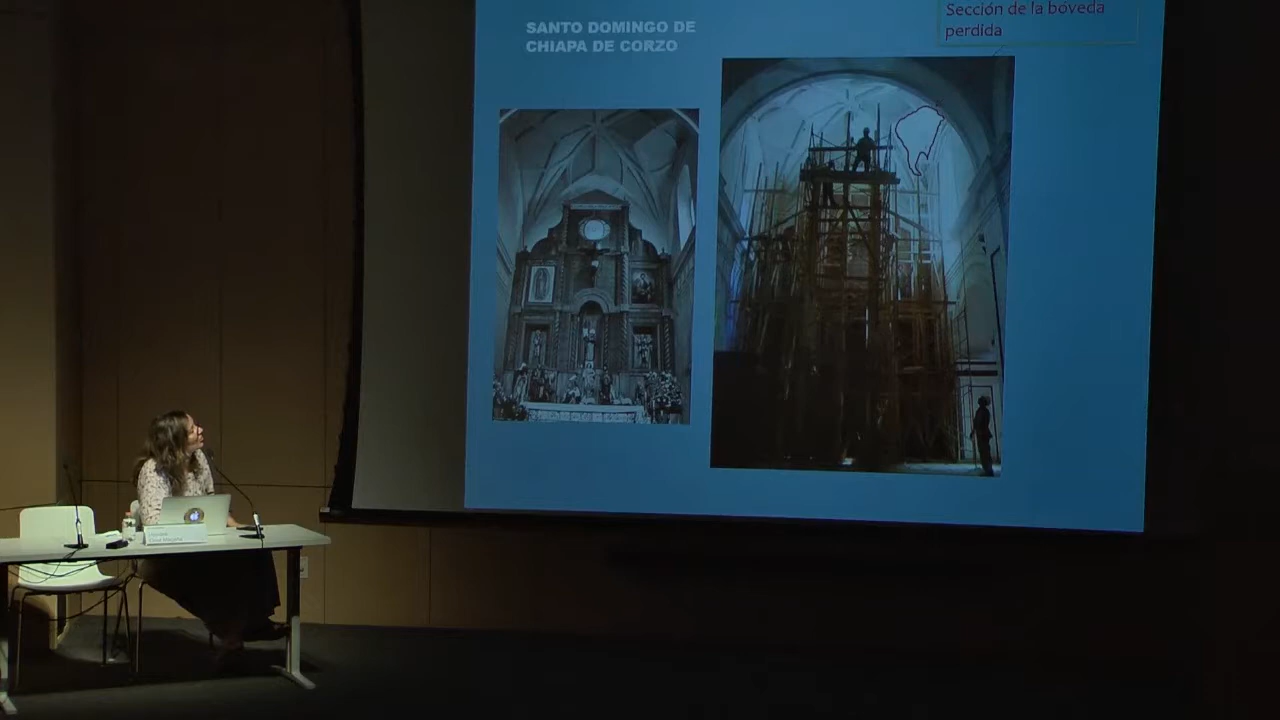 SANTO DOMINGO DE
CHIAPA DE CORZO
Sección de la bóveda
perdida